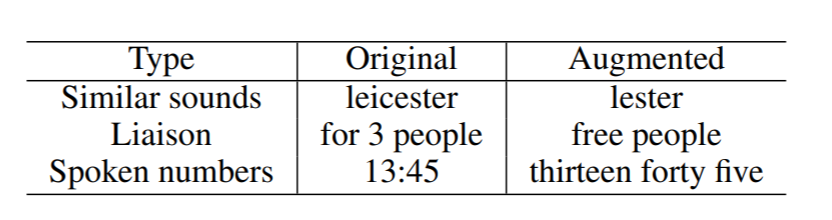 Type Original Augmented
Similar sounds leicester lester
Liaison for 3 people free people
Spoken numbers 13:45 thirteen forty five